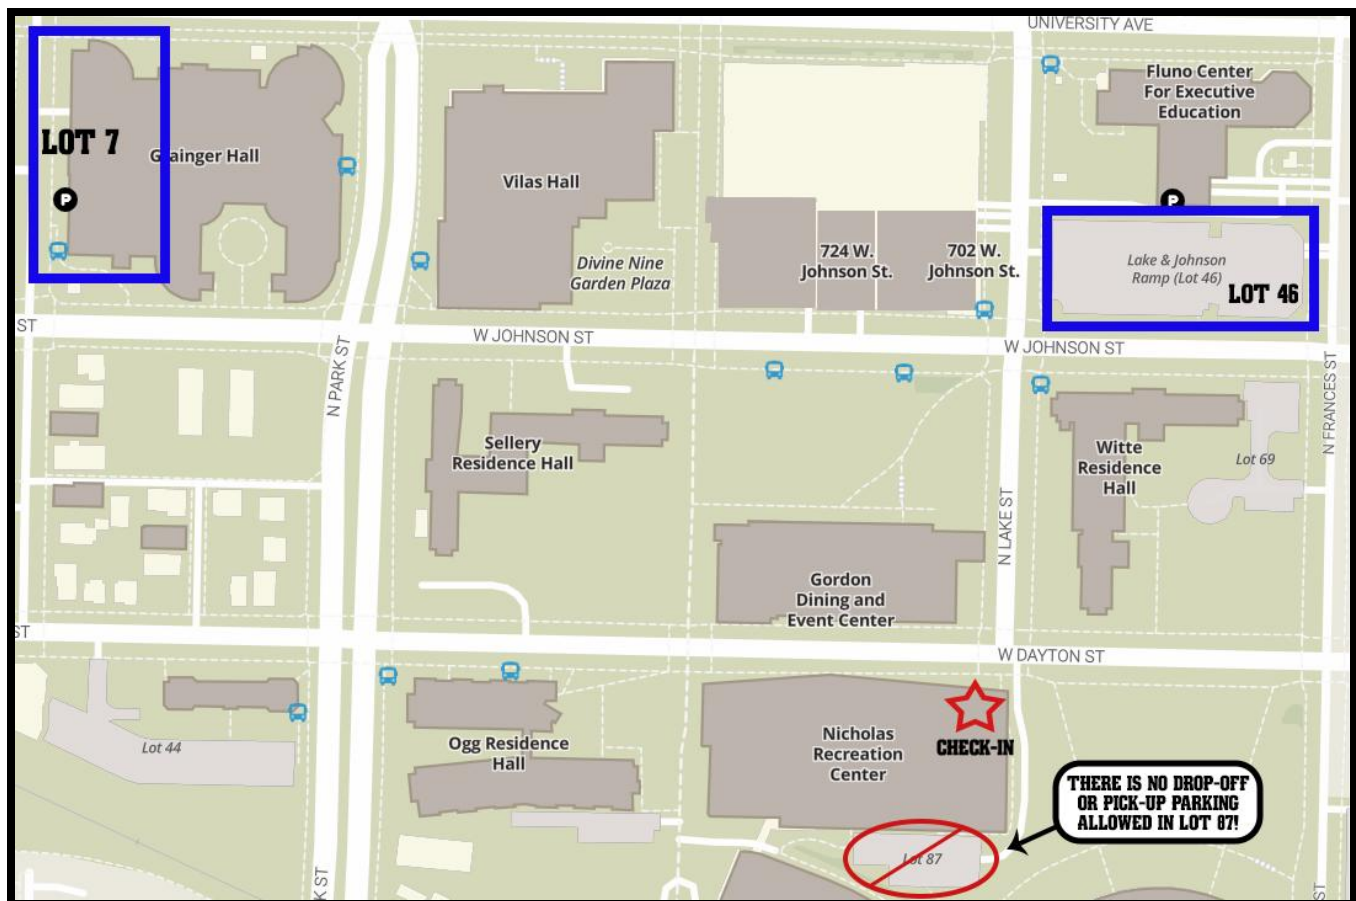 UNIVERSITY AVE
LOT 7
P
Grainger Hall
Vilas Hall
Divine Nine
Garden Plaza
724 W.
Johnson St.
702 W.
Johnson St.
Fluno Center
For Executive
Education
P
Lake & Johnson
Ramp (Lot 46)
LOT 46
ST
W JOHNSON ST
W JOHNSON ST
N PARK ST
N FRANCES ST
Sellery
Residence Hall
Witte
Residence
Hall
Lot 69
N LAKE ST
Gordon
Dining and
Event Center
ST
W DAYTON ST
Lot 44
Ogg Residence
Hall
Nicholas
Recreation
Center
CHECK-IN
THERE IS NO DROP-OFF
OR PICK-UP PARKING
ALLOWED IN LOT 87!
Lot 87
K ST
ST